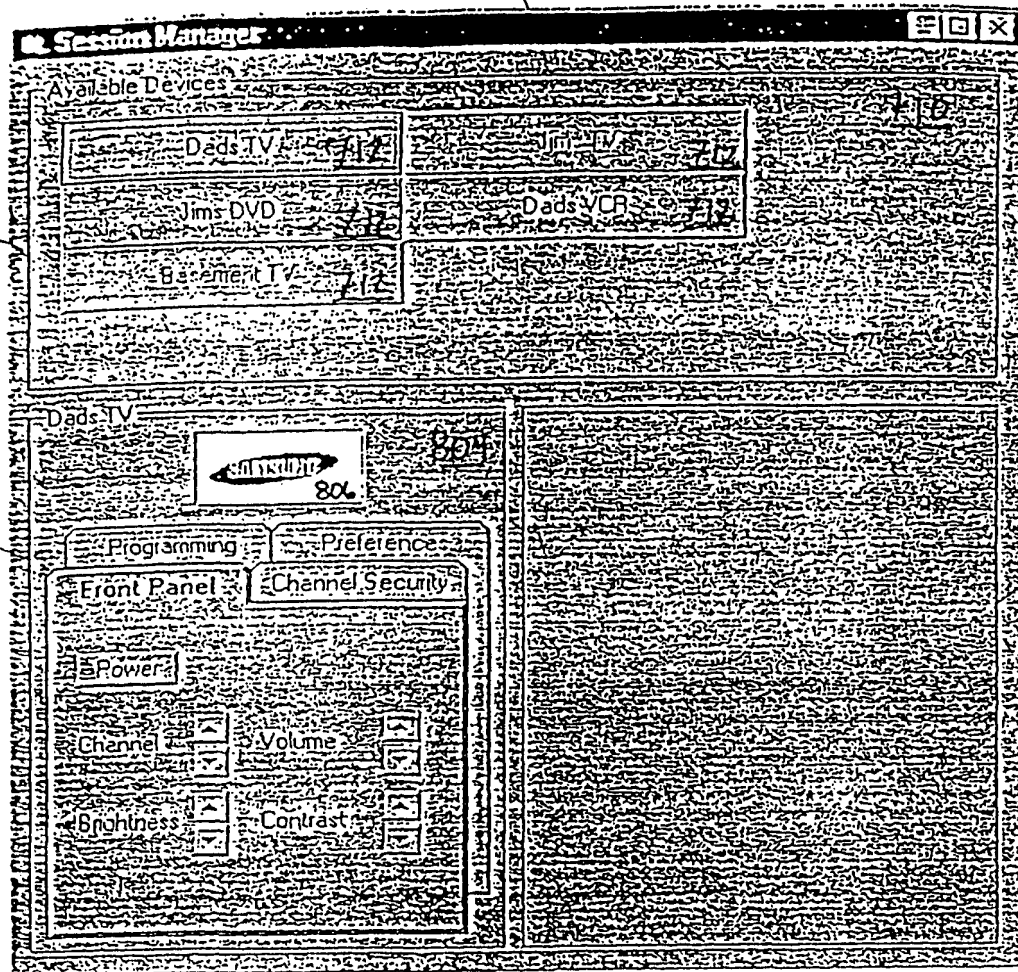 Session Manager
Available Devices 710
Dads TV 712 Jims TV 712
Jims DVD 712 Dads VCR 712
Basement TV 712
Dads TV 804
SAMSUNG
806
Programming Preference
Front Panel Channel Security
Power
Channel Volume
Brightness Contrast